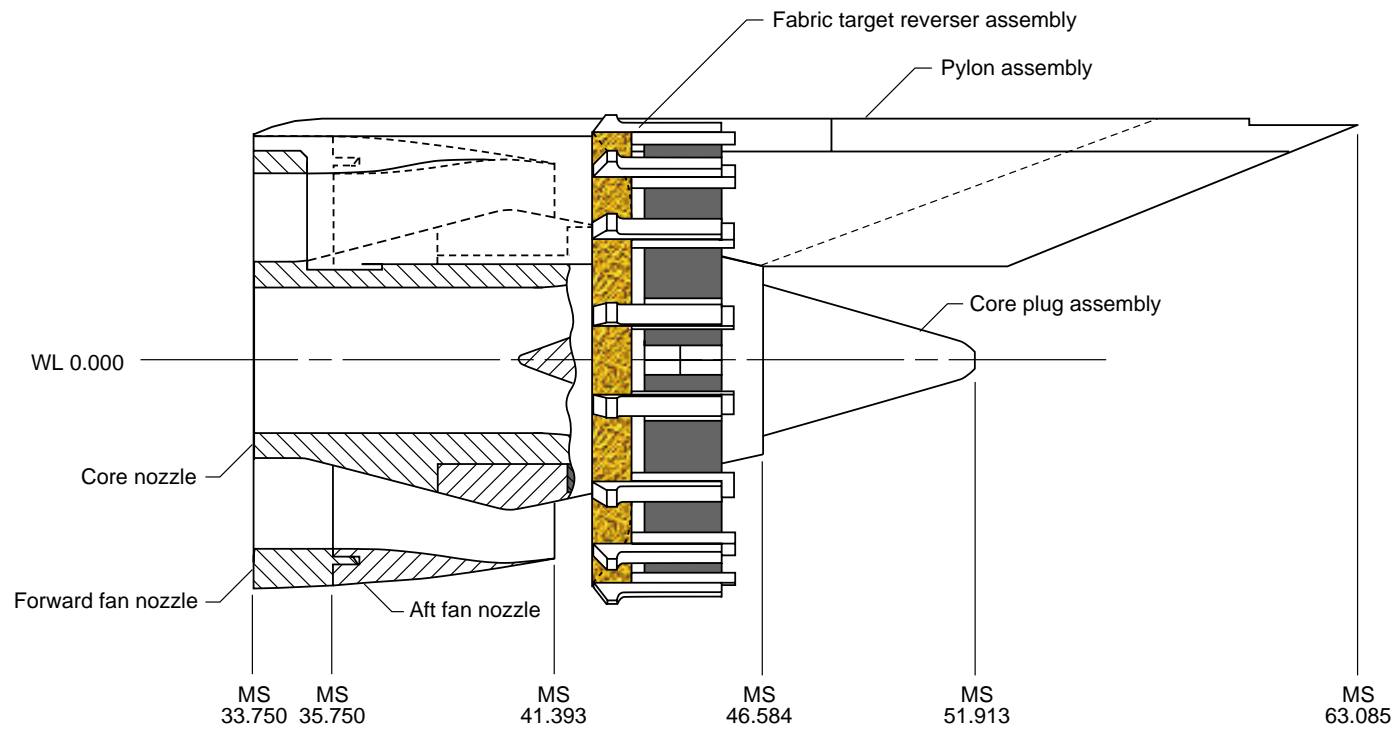 Fabric target reverser assembly
Pylon assembly
Core plug assembly
WL 0.000
Core nozzle
Forward fan nozzle
Aft fan nozzle
MS
33.750
MS
35.750
MS
41.393
MS
46.584
MS
51.913
MS
63.085